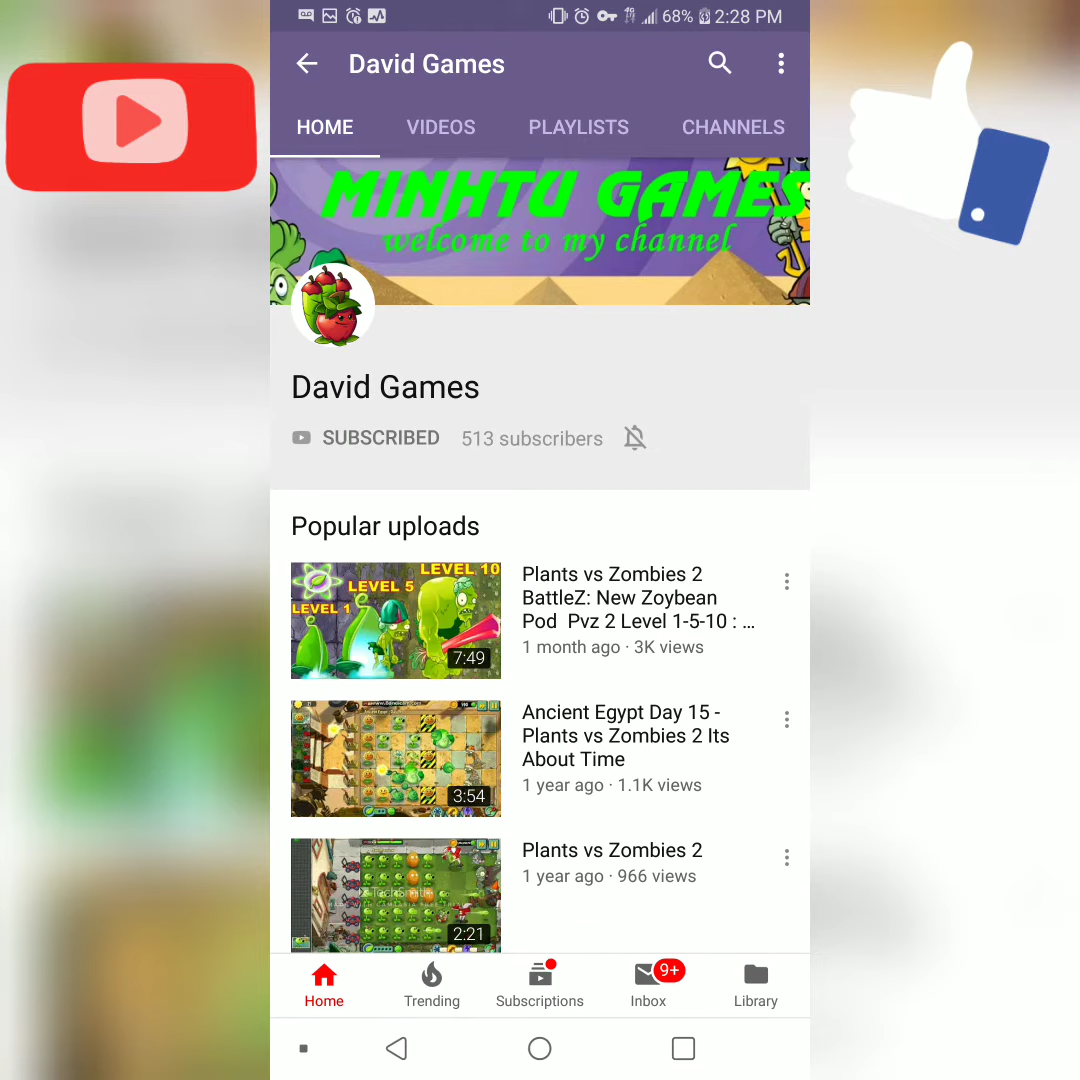 68% 2:28 PM
David Games
HOME VIDEOS PLAYLISTS CHANNELS
MINHTU GAMES
welcome to my channel
David Games
SUBSCRIBED 513 subscribers
Popular uploads
LEVEL 1
LEVEL 5
LEVEL 10
7:49
Plants vs Zombies 2
BattleZ: New Zoybean
Pod Pvz 2 Level 1-5-10 : ...
1 month ago · 3K views
3:54
Ancient Egypt Day 15 -
Plants vs Zombies 2 Its
About Time
1 year ago · 1.1K views
2:21
Plants vs Zombies 2
1 year ago · 966 views
9+
Home Trending Subscriptions Inbox Library